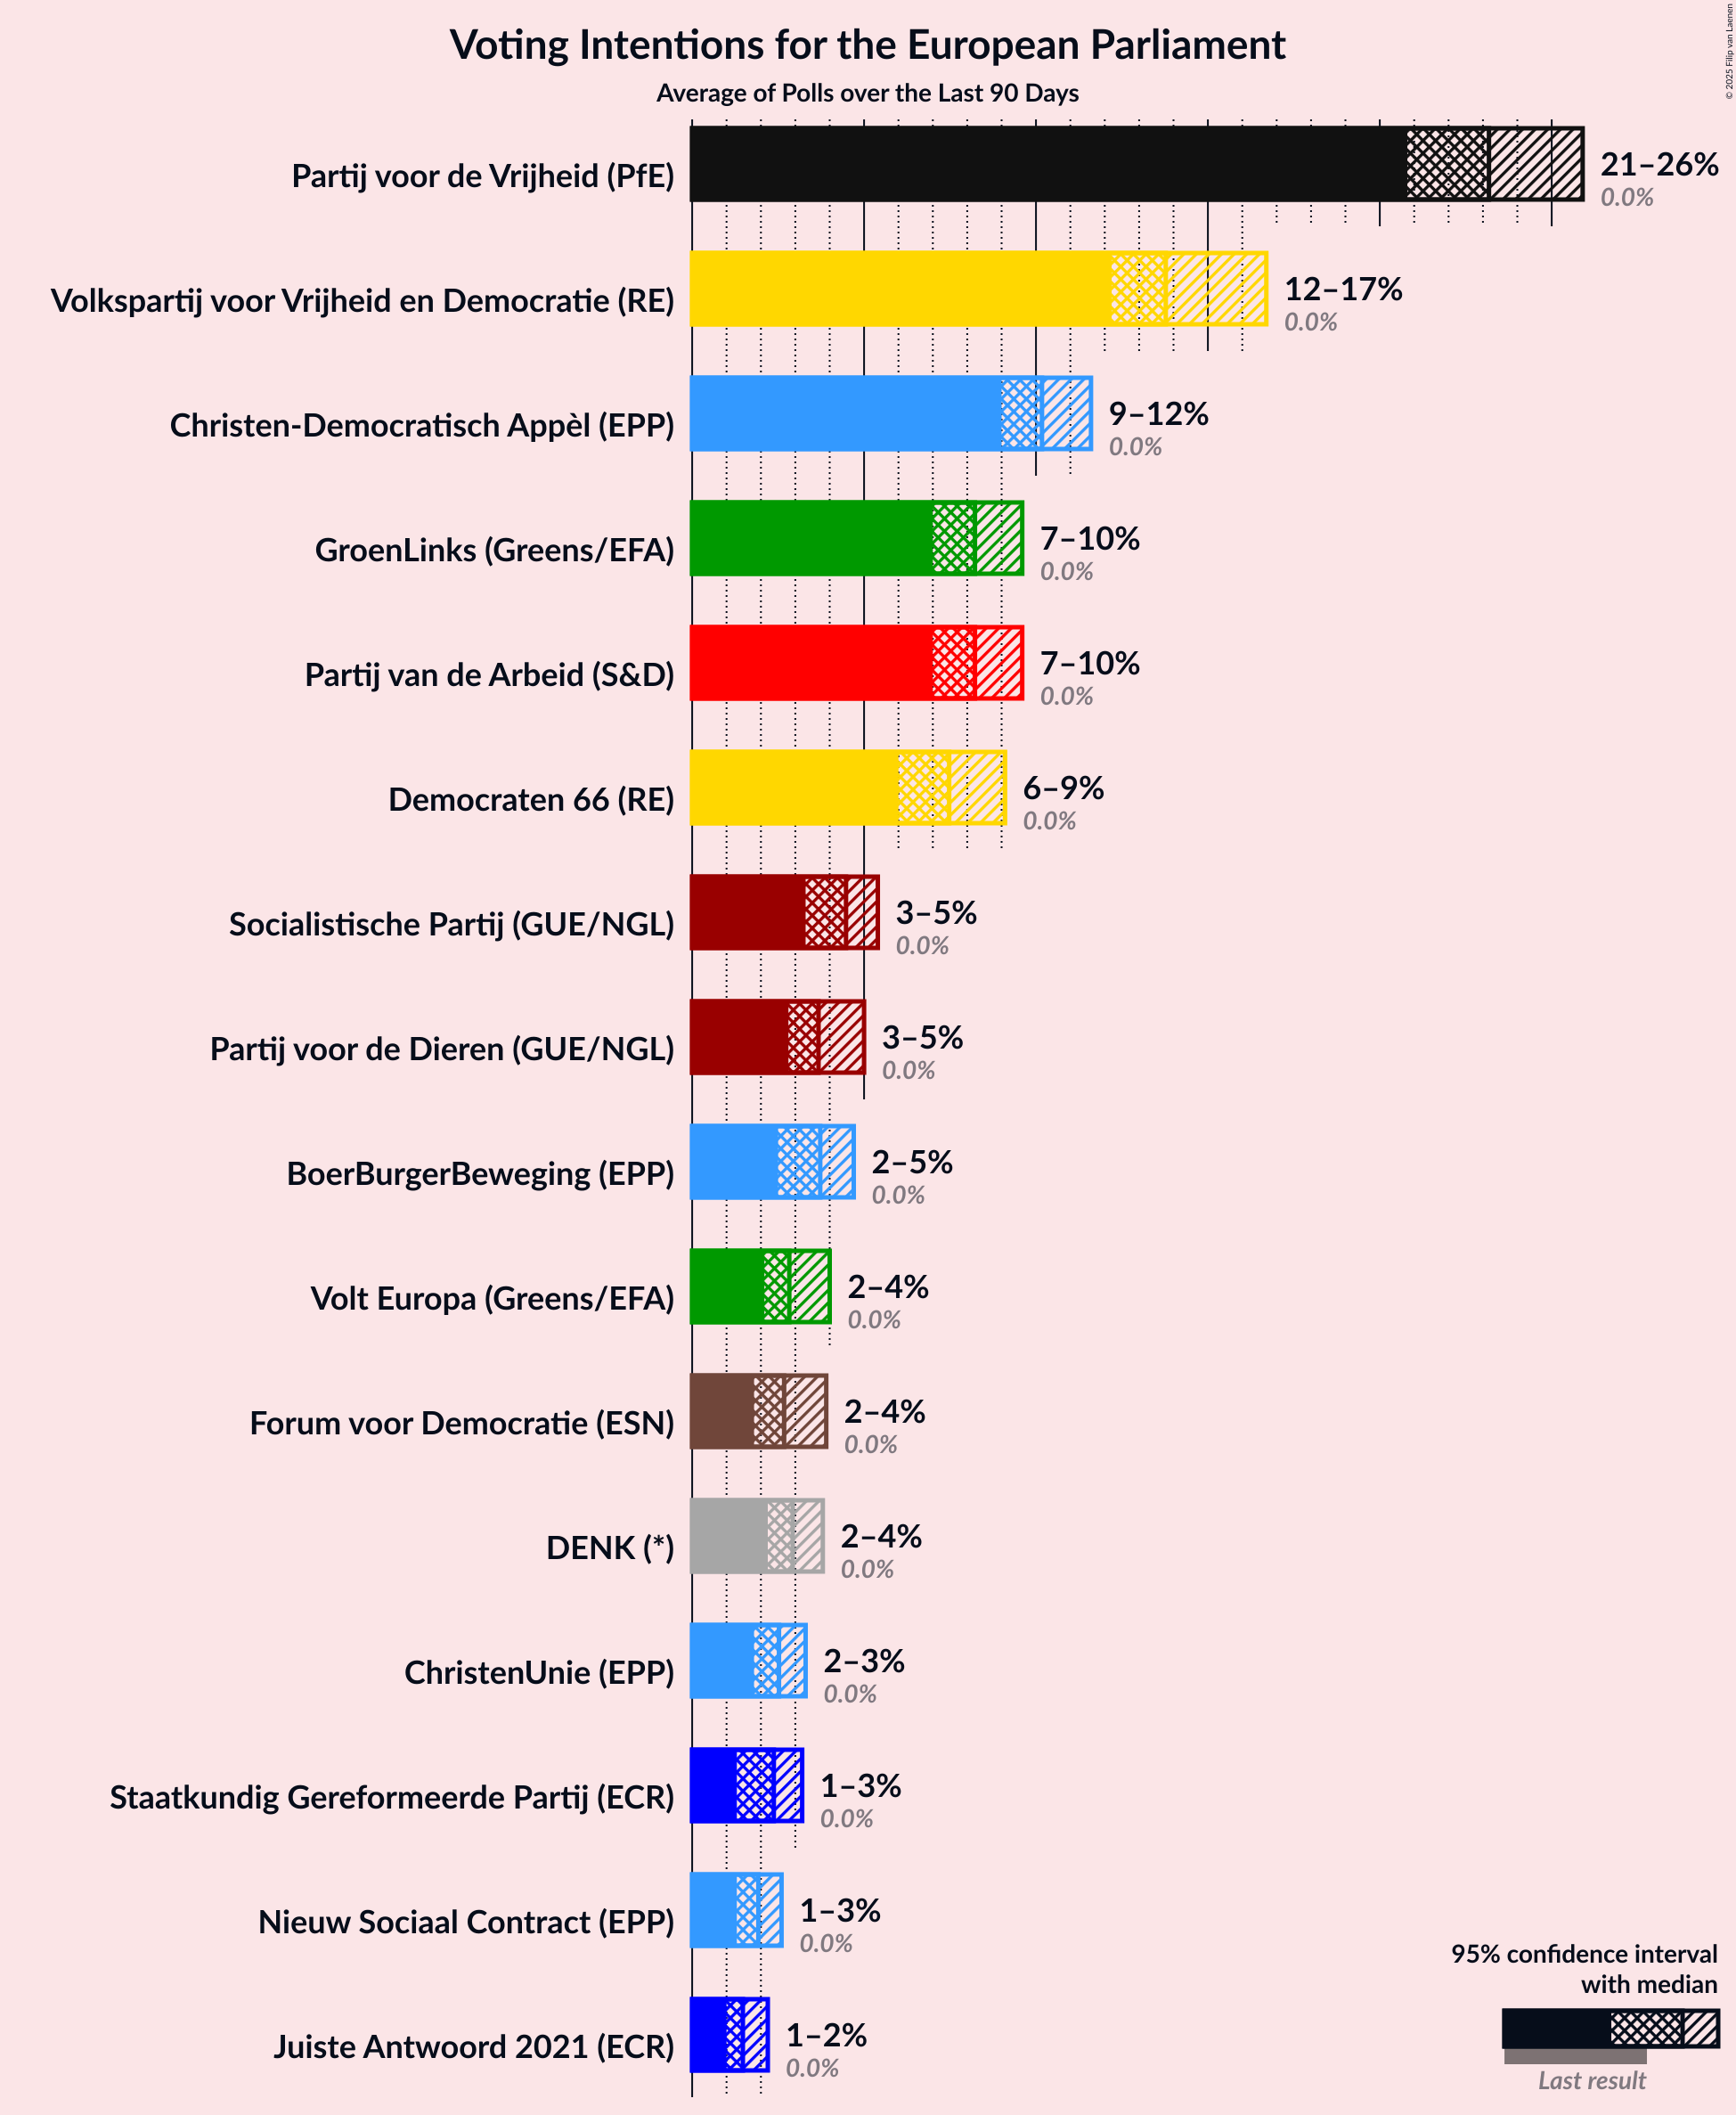 Voting Intentions for the European Parliament
Average of Polls over the Last 90 Days
© 2025 Filip van Laenen
Partij voor de Vrijheid (PfE)
21–26%
0.0%
Volkspartij voor Vrijheid en Democratie (RE)
12–17%
0.0%
Christen-Democratisch Appèl (EPP)
9–12%
0.0%
GroenLinks (Greens/EFA)
7–10%
0.0%
Partij van de Arbeid (S&D)
7–10%
0.0%
Democraten 66 (RE)
6–9%
0.0%
Socialistische Partij (GUE/NGL)
3–5%
0.0%
Partij voor de Dieren (GUE/NGL)
3–5%
0.0%
BoerBurgerBeweging (EPP)
2–5%
0.0%
Volt Europa (Greens/EFA)
2–4%
0.0%
Forum voor Democratie (ESN)
2–4%
0.0%
DENK (*)
2–4%
0.0%
ChristenUnie (EPP)
2–3%
0.0%
Staatkundig Gereformeerde Partij (ECR)
1–3%
0.0%
Nieuw Sociaal Contract (EPP)
1–3%
0.0%
Juiste Antwoord 2021 (ECR)
1–2%
0.0%
95% confidence interval
with median
Last result